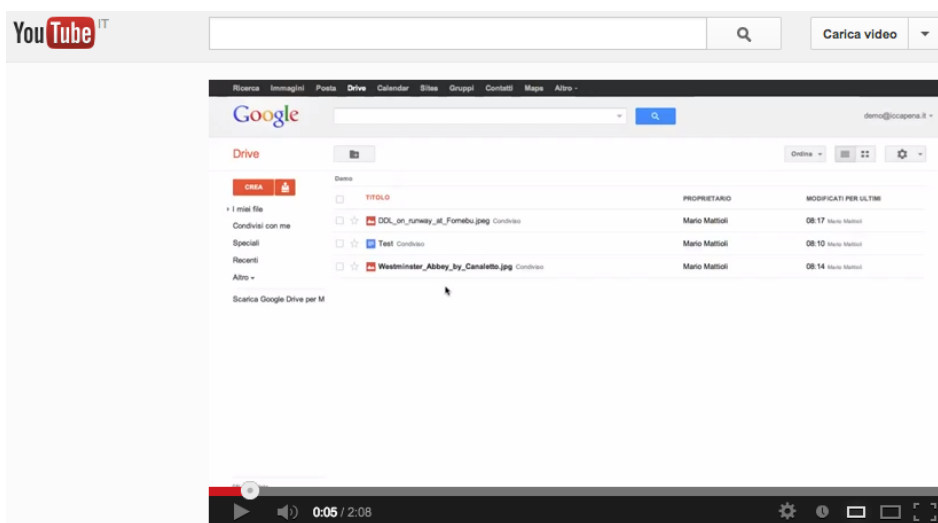 YouTube IT
Carica video
Ricerca Immagini Posta Drive Calendar Sites Gruppi Contatti Maps Altro
Google
demo@iccapena.it
Drive
Ordina
CREA
Demo
TITOLO PROPRIETARIO MODIFICATI PER ULTIMI
I miei file
DDL_on_runway_at_Fornebu.jpeg Condiviso Mario Mattioli 08:17 Mario Mattioli
Condivisi con me
Test Condiviso Mario Mattioli 08:10 Mario Mattioli
Speciali
Recenti
Westminster_Abbey_by_Canaletto.jpg Condiviso Mario Mattioli 08:14 Mario Mattioli
Altro
Scarica Google Drive per M
0:05 / 2:08